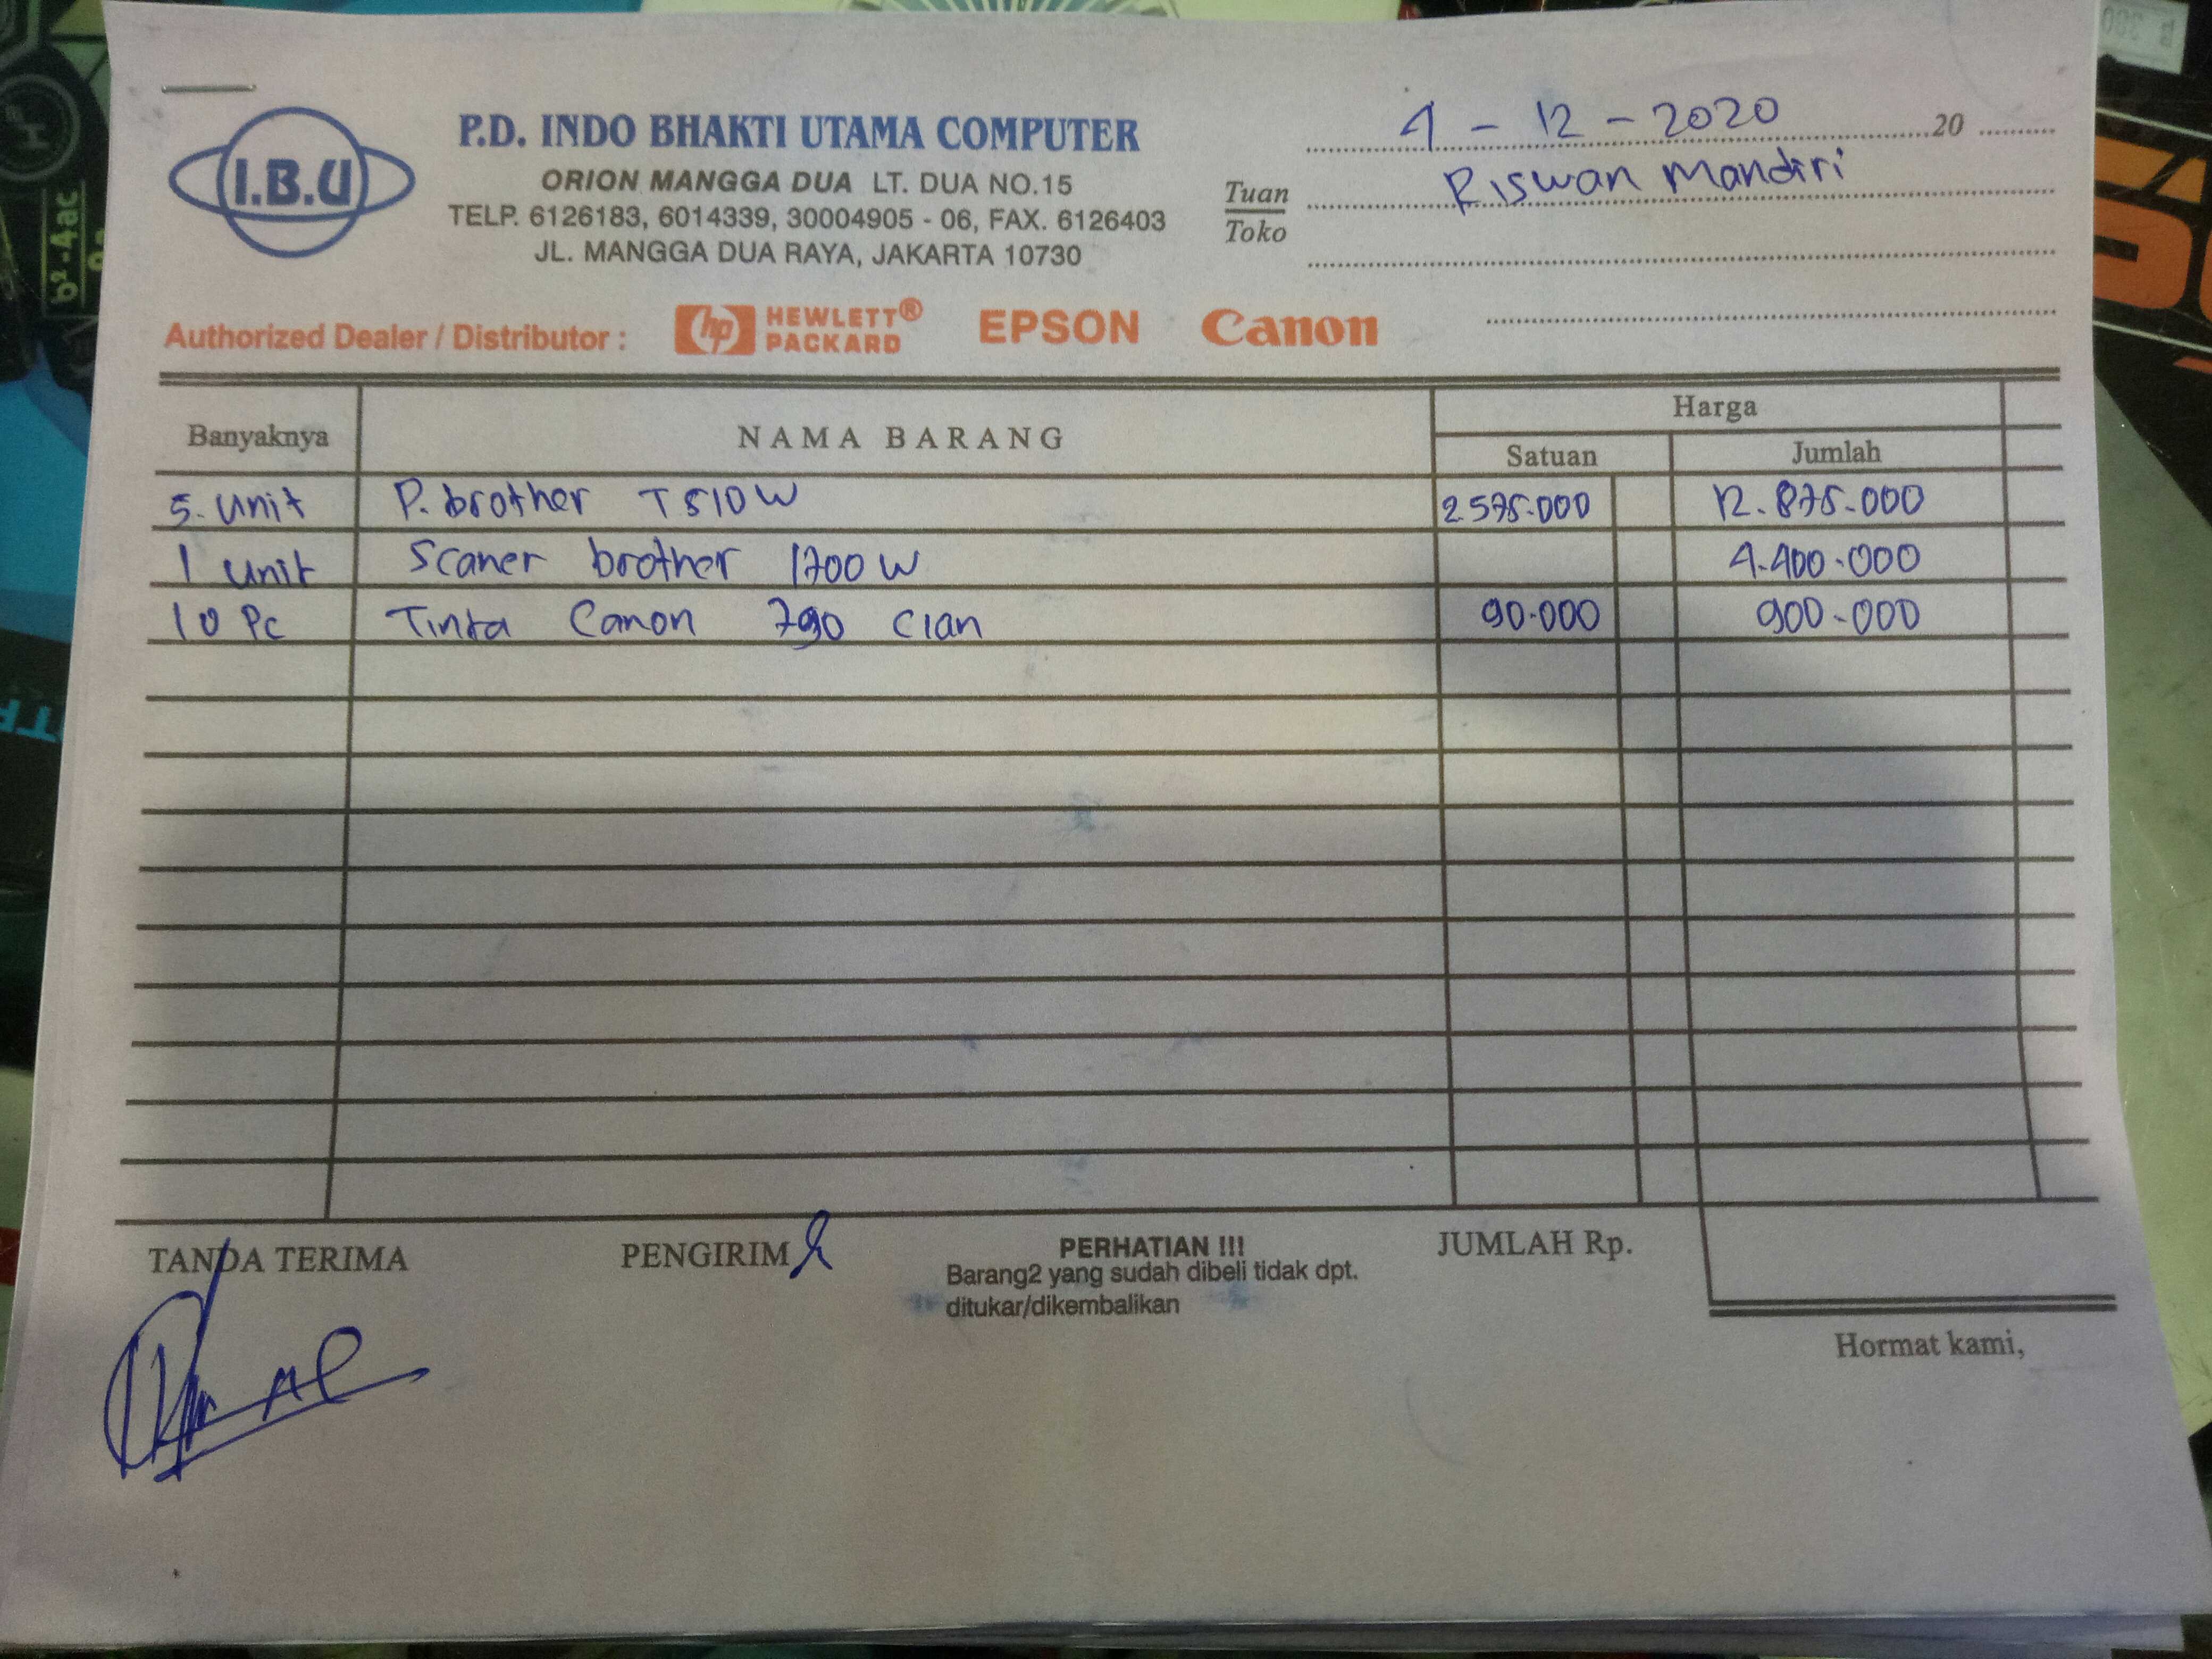 I.B.U
P.D. INDO BHAKTI UTAMA COMPUTER
ORION MANGGA DUA LT. DUA NO.15
TELP. 6126183, 6014339, 30004905 - 06, FAX. 6126403
JL. MANGGA DUA RAYA, JAKARTA 10730
4 - 12 - 2020 20
Tuan Riswan Mandiri
Toko
Authorized Dealer / Distributor : hp HEWLETT® PACKARD EPSON Canon
Banyaknya NAMA BARANG Harga
Satuan Jumlah
5. Unit P. brother T510W 2.575.000 12.875.000
1 Unit Scaner brother 1700 W 4.400.000
10 Pc Tinta Canon 790 Cian 90.000 900.000
TANDA TERIMA PENGIRIM PERHATIAN !!! JUMLAH Rp.
Barang2 yang sudah dibeli tidak dpt.
ditukar/dikembalikan
Hormat kami,
b²-4ac